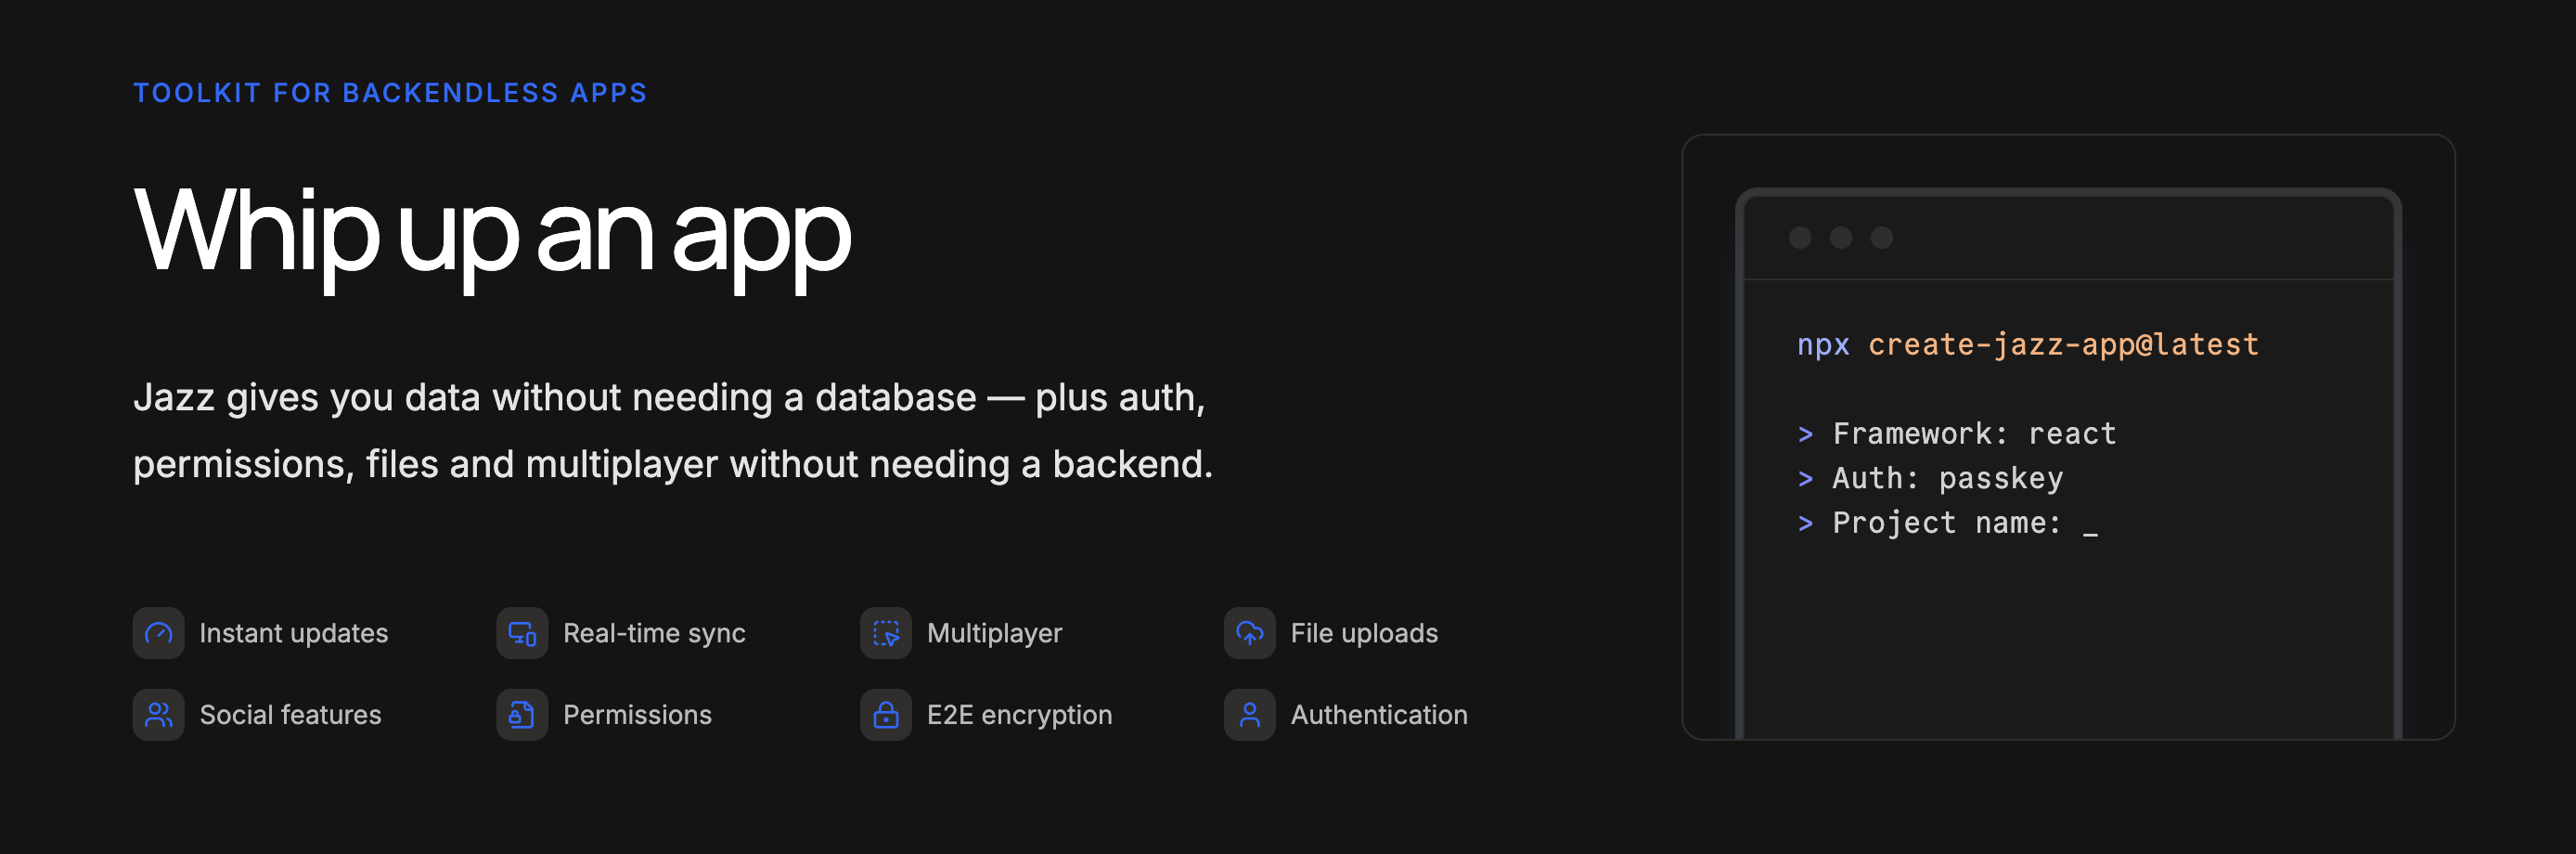 TOOLKIT FOR BACKENDLESS APPS
Whip up an app
Jazz gives you data without needing a database — plus auth,
permissions, files and multiplayer without needing a backend.
Instant updates
Real-time sync
Multiplayer
File uploads
Social features
Permissions
E2E encryption
Authentication
npx create-jazz-app@latest
> Framework: react
> Auth: passkey
> Project name: _